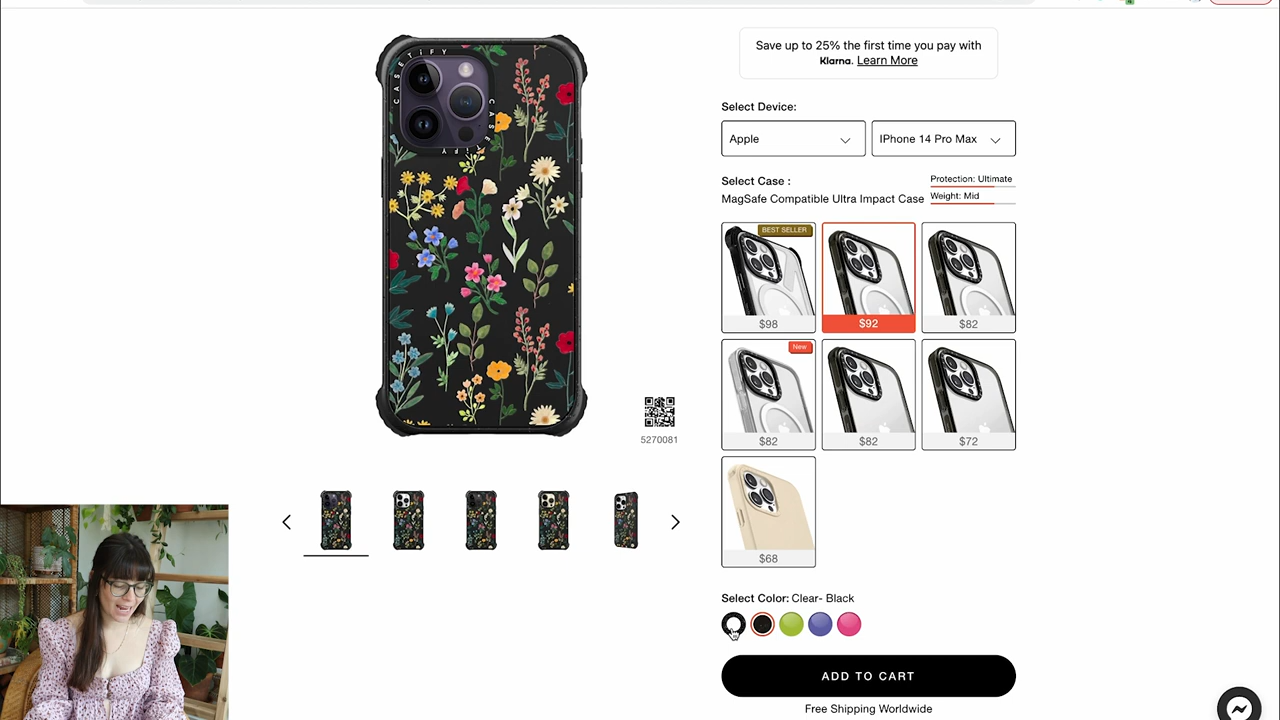 Save up to 25% the first time you pay with
Klarna. Learn More
CASETiFY
CASETiFY
Select Device:
Apple
IPhone 14 Pro Max
Select Case :
Protection: Ultimate
MagSafe Compatible Ultra Impact Case
Weight: Mid
BEST SELLER
$98
$92
$82
New
$82
$82
$72
5270081
$68
Select Color: Clear- Black
ADD TO CART
Free Shipping Worldwide